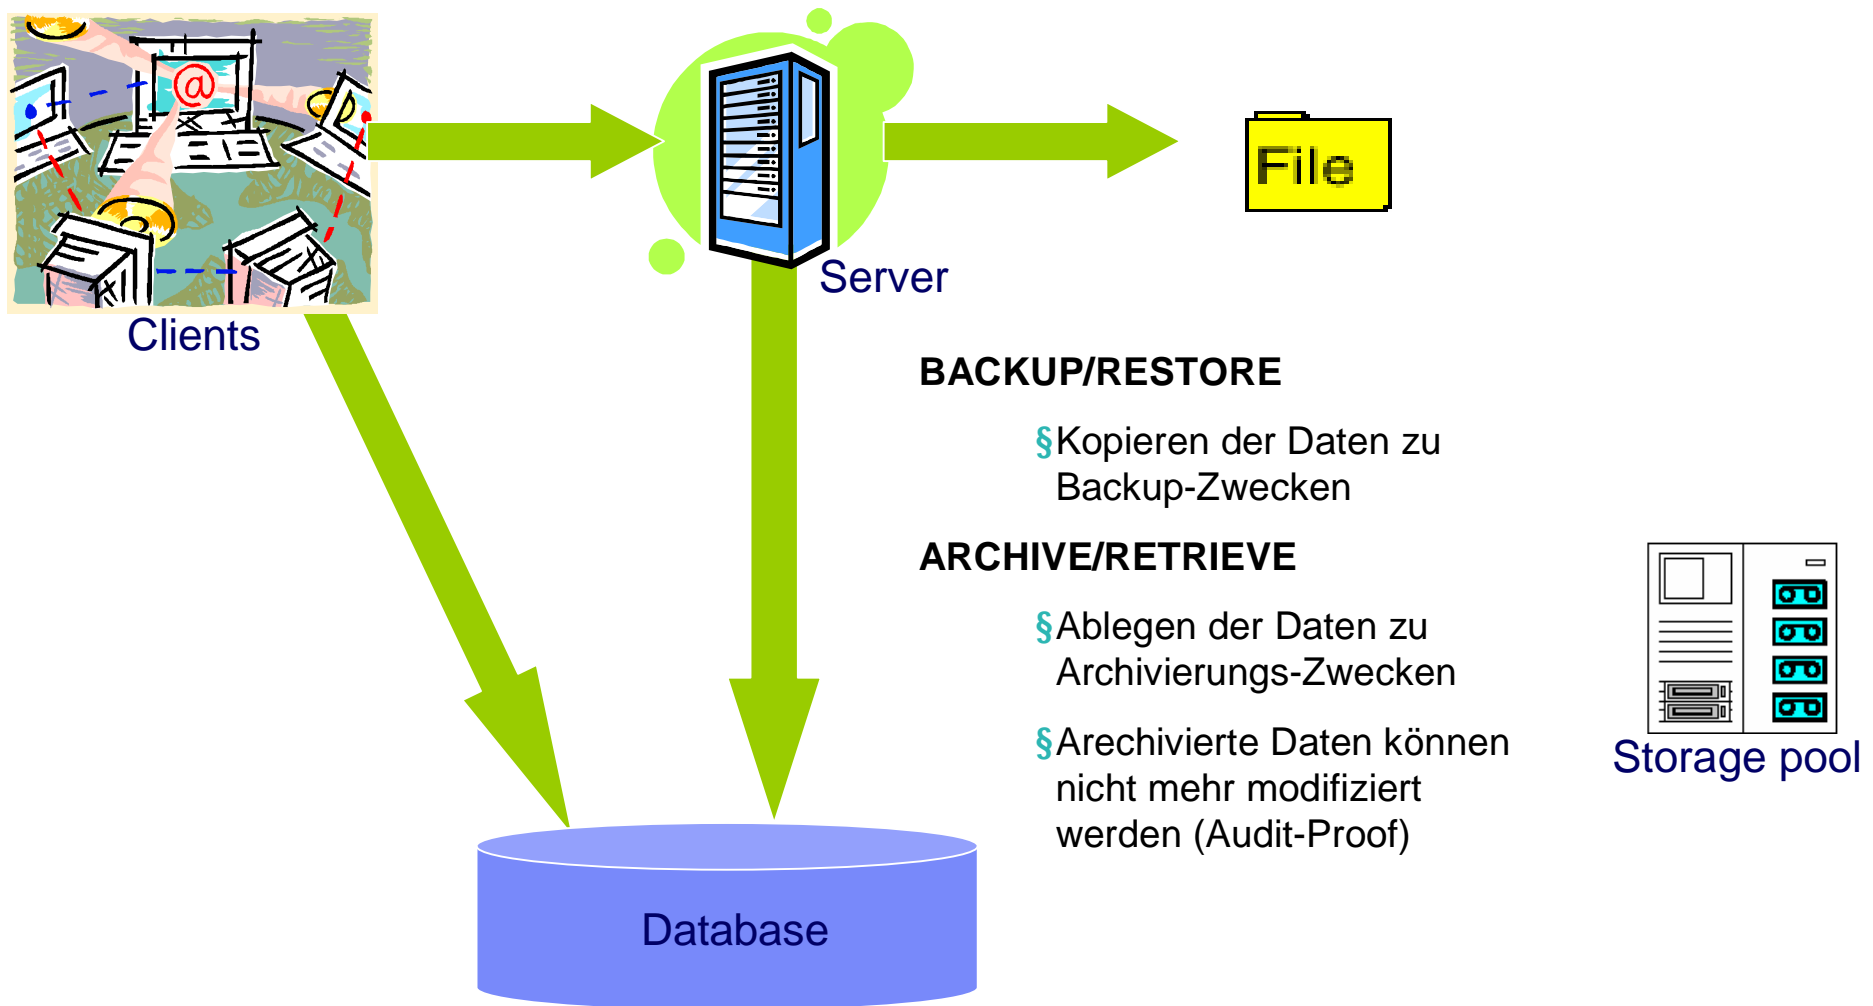 @
File
Server
Clients
BACKUP/RESTORE
§Kopieren der Daten zu
Backup-Zwecken
ARCHIVE/RETRIEVE
§Ablegen der Daten zu
Archivierungs-Zwecken
§Arechivierte Daten können
nicht mehr modifiziert
werden (Audit-Proof)
Storage pool
Database